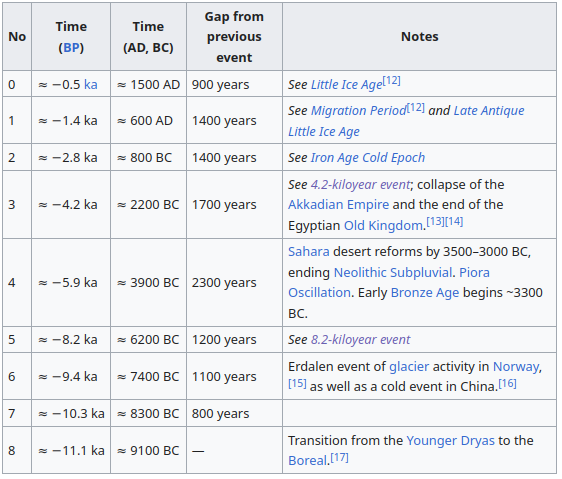 No Time (BP) Time (AD, BC) Gap from previous event Notes
0 ≈ −0.5 ka ≈ 1500 AD 900 years See Little Ice Age[12]
1 ≈ −1.4 ka ≈ 600 AD 1400 years See Migration Period[12] and Late Antique
Little Ice Age
2 ≈ −2.8 ka ≈ 800 BC 1400 years See Iron Age Cold Epoch
3 ≈ −4.2 ka ≈ 2200 BC 1700 years See 4.2-kiloyear event; collapse of the
Akkadian Empire and the end of the
Egyptian Old Kingdom.[13][14]
4 ≈ −5.9 ka ≈ 3900 BC 2300 years Sahara desert reforms by 3500–3000 BC,
ending Neolithic Subpluvial. Piora
Oscillation. Early Bronze Age begins ~3300
BC.
5 ≈ −8.2 ka ≈ 6200 BC 1200 years See 8.2-kiloyear event
6 ≈ −9.4 ka ≈ 7400 BC 1100 years Erdalen event of glacier activity in Norway,
[15] as well as a cold event in China.[16]
7 ≈ −10.3 ka ≈ 8300 BC 800 years
8 ≈ −11.1 ka ≈ 9100 BC — Transition from the Younger Dryas to the
Boreal.[17]